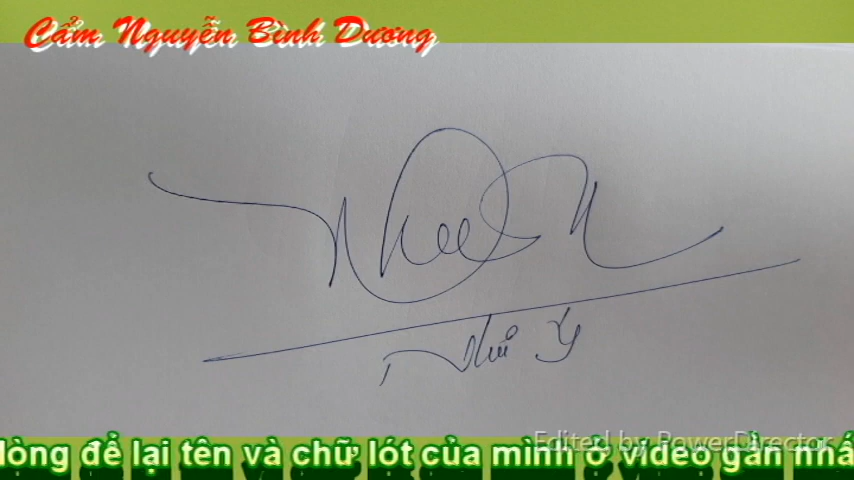 Cẩm Nguyễn Bình Dương
Như Ý
Edited by PowerDirector
lòng để lại tên và chữ lót của mình ở video gần nhấ